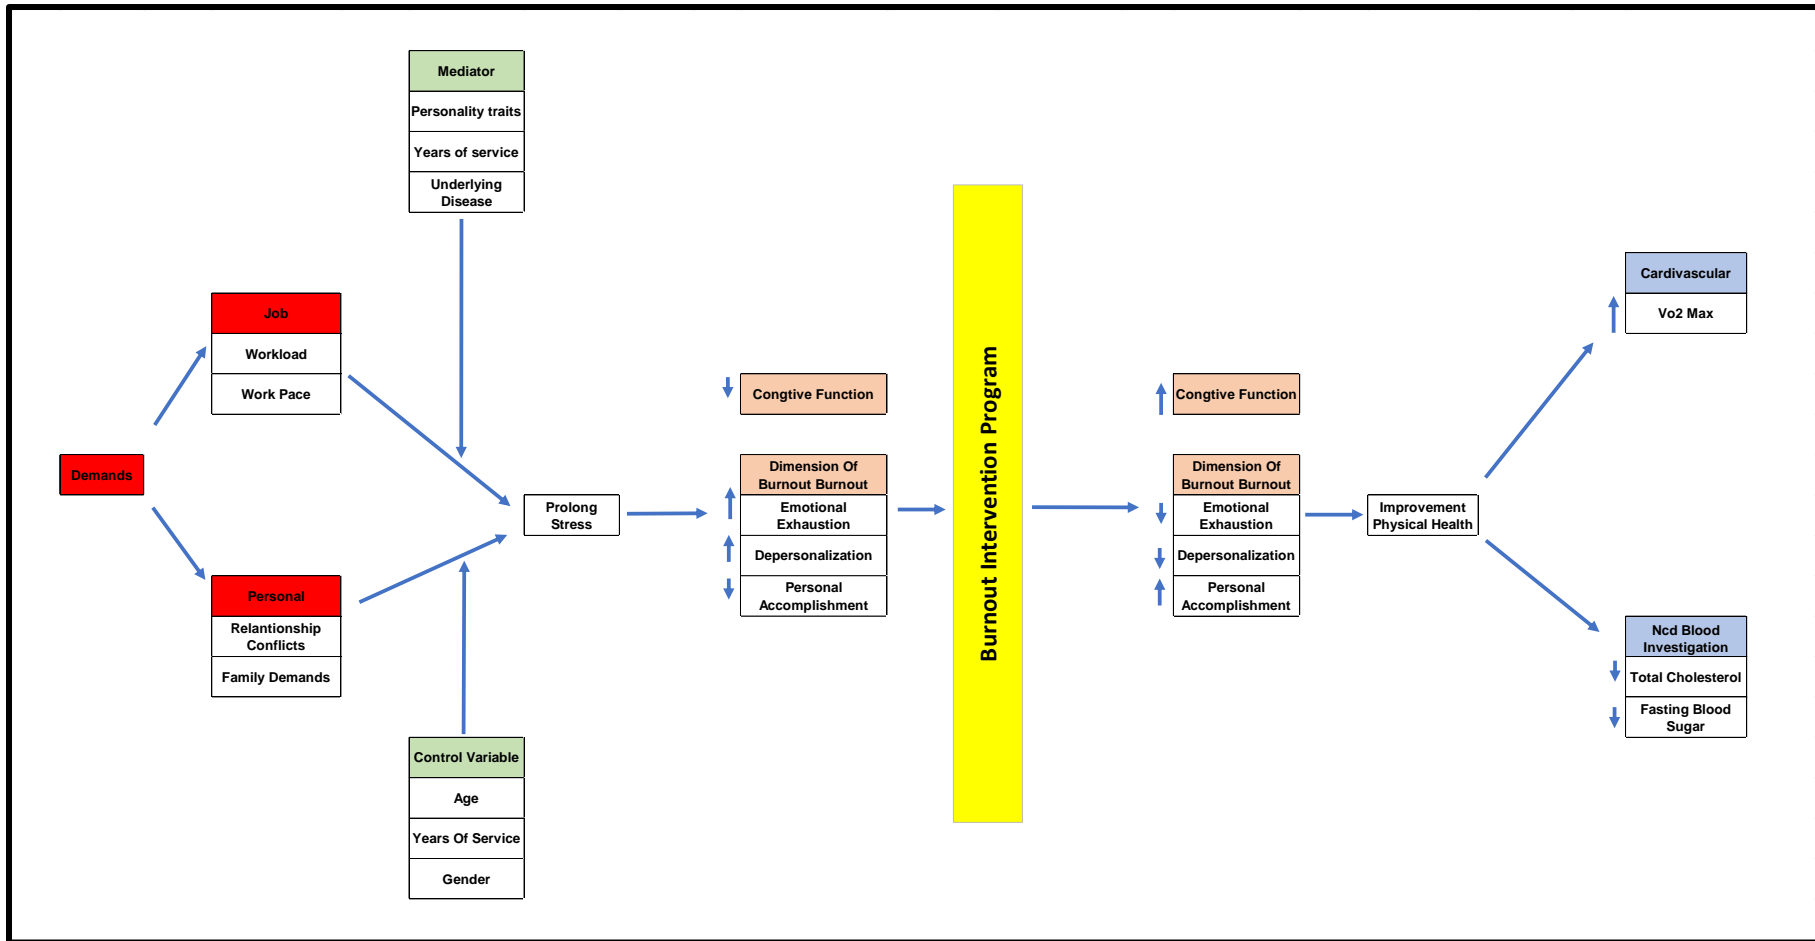 Mediator
Personality traits
Years of service
Underlying
Disease
Job
Workload
Work Pace
Demands
Personal
Relantionship
Conflicts
Family Demands
Control Variable
Age
Years Of Service
Gender
Prolong
Stress
Congtive Function
Dimension Of
Burnout Burnout
Emotional
Exhaustion
Depersonalization
Personal
Accomplishment
Burnout Intervention Program
Congtive Function
Dimension Of
Burnout Burnout
Emotional
Exhaustion
Depersonalization
Personal
Accomplishment
Improvement
Physical Health
Cardivascular
Vo2 Max
Ncd Blood
Investigation
Total Cholesterol
Fasting Blood
Sugar